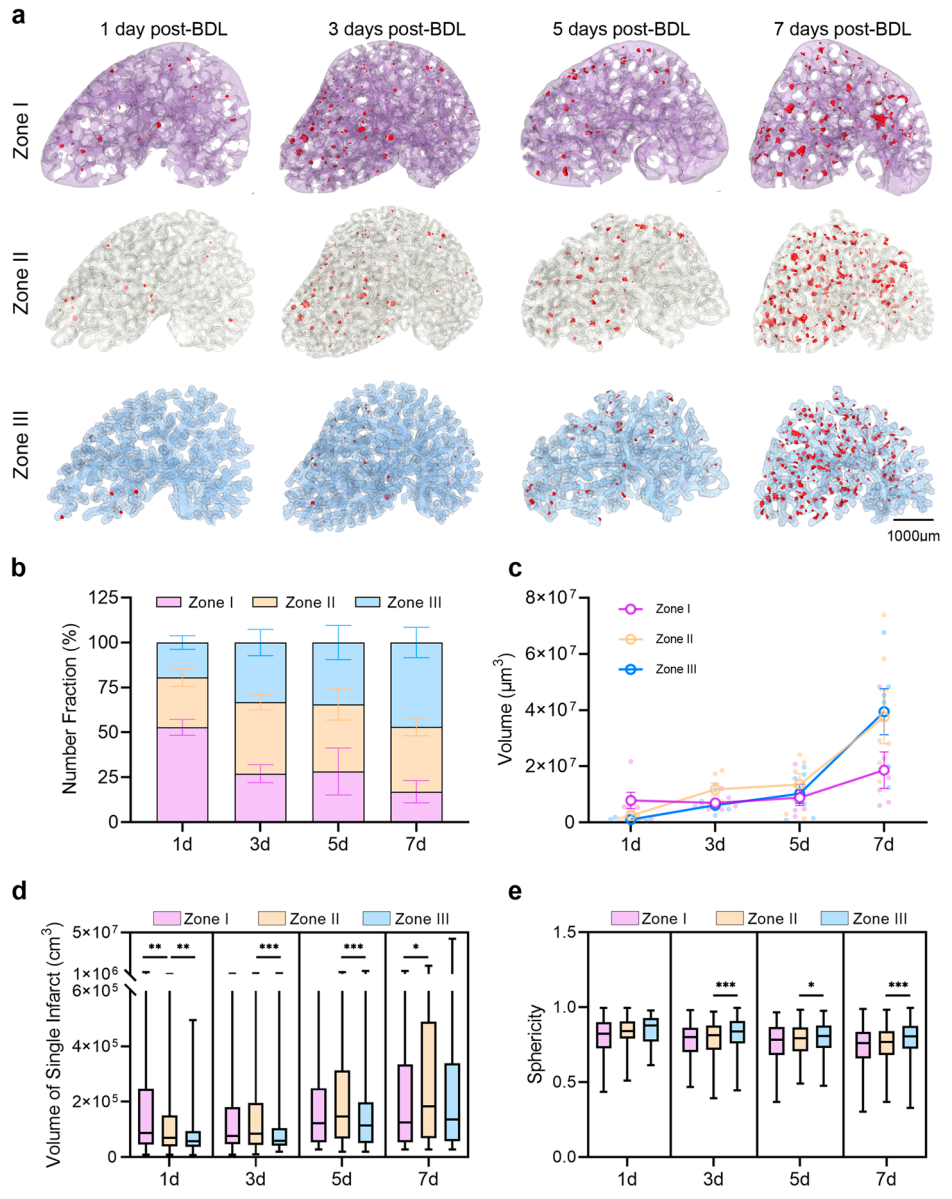 a
1 day post-BDL 3 days post-BDL 5 days post-BDL 7 days post-BDL
Zone I
Zone II
Zone III
1000µm
b
Number Fraction (%)
125
100
75
50
25
0
Zone I Zone II Zone III
1d 3d 5d 7d
c
Volume (µm³)
8×10⁷
6×10⁷
4×10⁷
2×10⁷
0
Zone I
Zone II
Zone III
1d 3d 5d 7d
d
Zone I Zone II Zone III
Volume of Single Infarct (cm³)
5×10⁷
1×10⁶
6×10⁵
4×10⁵
2×10⁵
0
** ** *** *** *
1d 3d 5d 7d
e
Zone I Zone II Zone III
Sphericity
1.5
1.0
0.5
0.0
*** * ***
1d 3d 5d 7d